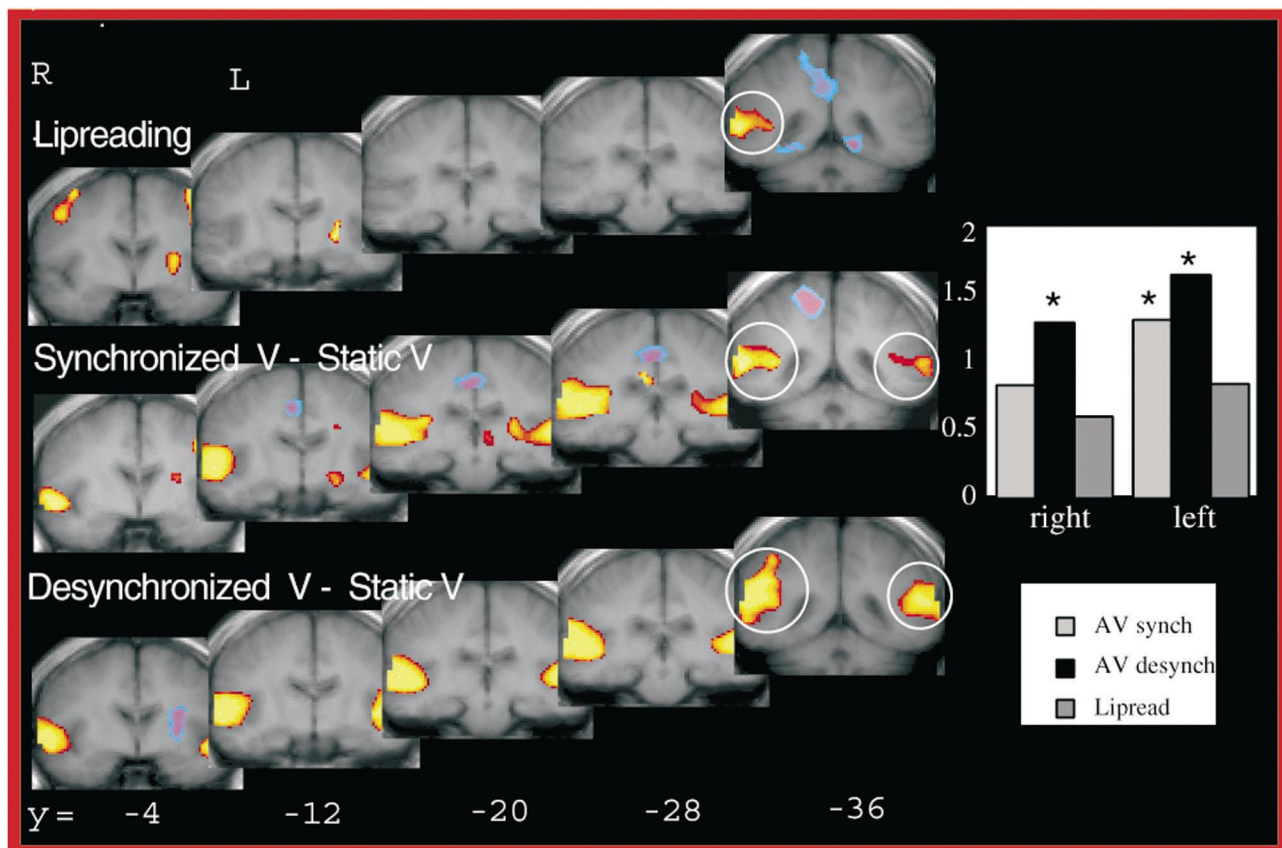 R L
Lipreading
Synchronized V - Static V
Desynchronized V - Static V
y= -4 -12 -20 -28 -36
2
1.5
1
0.5
0
* * *
right left
AV synch
AV desynch
Lipread